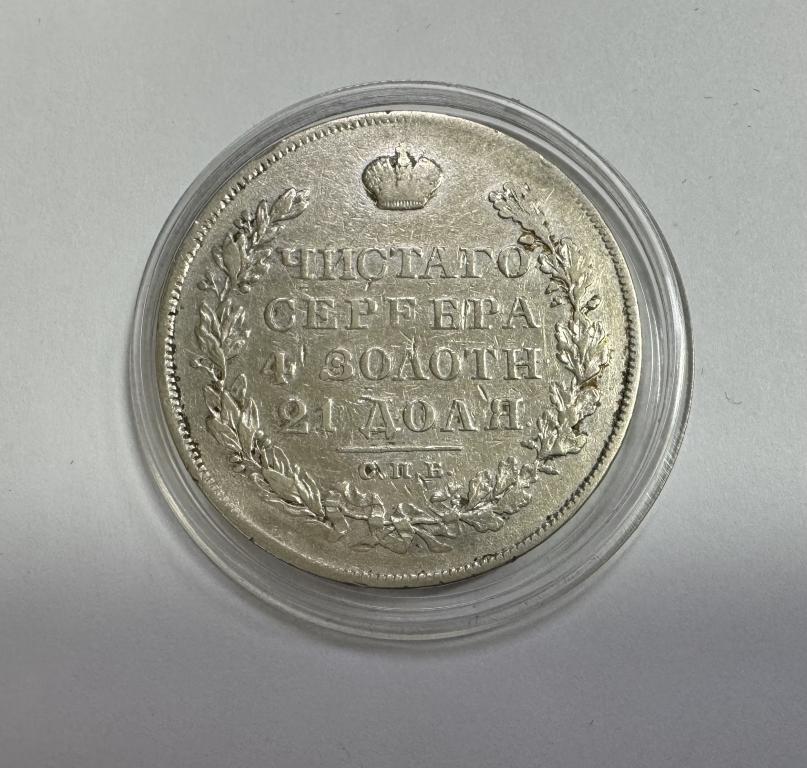 ЧИСТАГО
СЕРЕБРА
4 ЗОЛОТН
21 ДОЛЯ
С.П.Б.